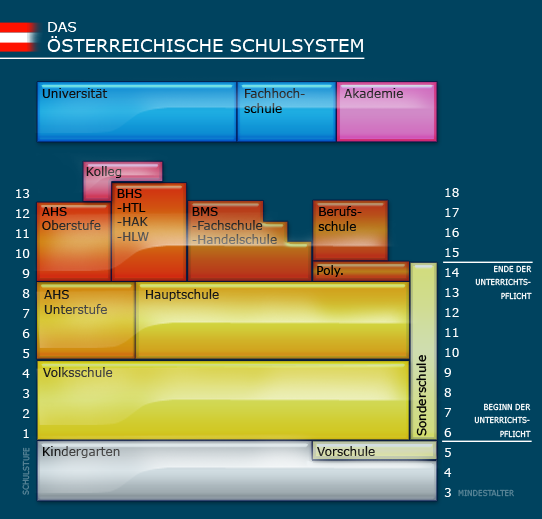 DAS
ÖSTERREICHISCHE SCHULSYSTEM
Universität
Fachhoch-
schule
Akademie
Kolleg
BHS
-HTL
-HAK
-HLW
AHS
Oberstufe
BMS
-Fachschule
-Handelschule
Berufs-
schule
Poly.
AHS
Unterstufe
Hauptschule
Volksschule
Sonderschule
Kindergarten
Vorschule
13
12
11
10
9
8
7
6
5
4
3
2
1
SCHULSTUFE
18
17
16
15
14
13
12
11
10
9
8
7
6
5
4
3 MINDESTALTER
ENDE DER
UNTERRICHTS-
PFLICHT
BEGINN DER
UNTERRICHTS-
PFLICHT